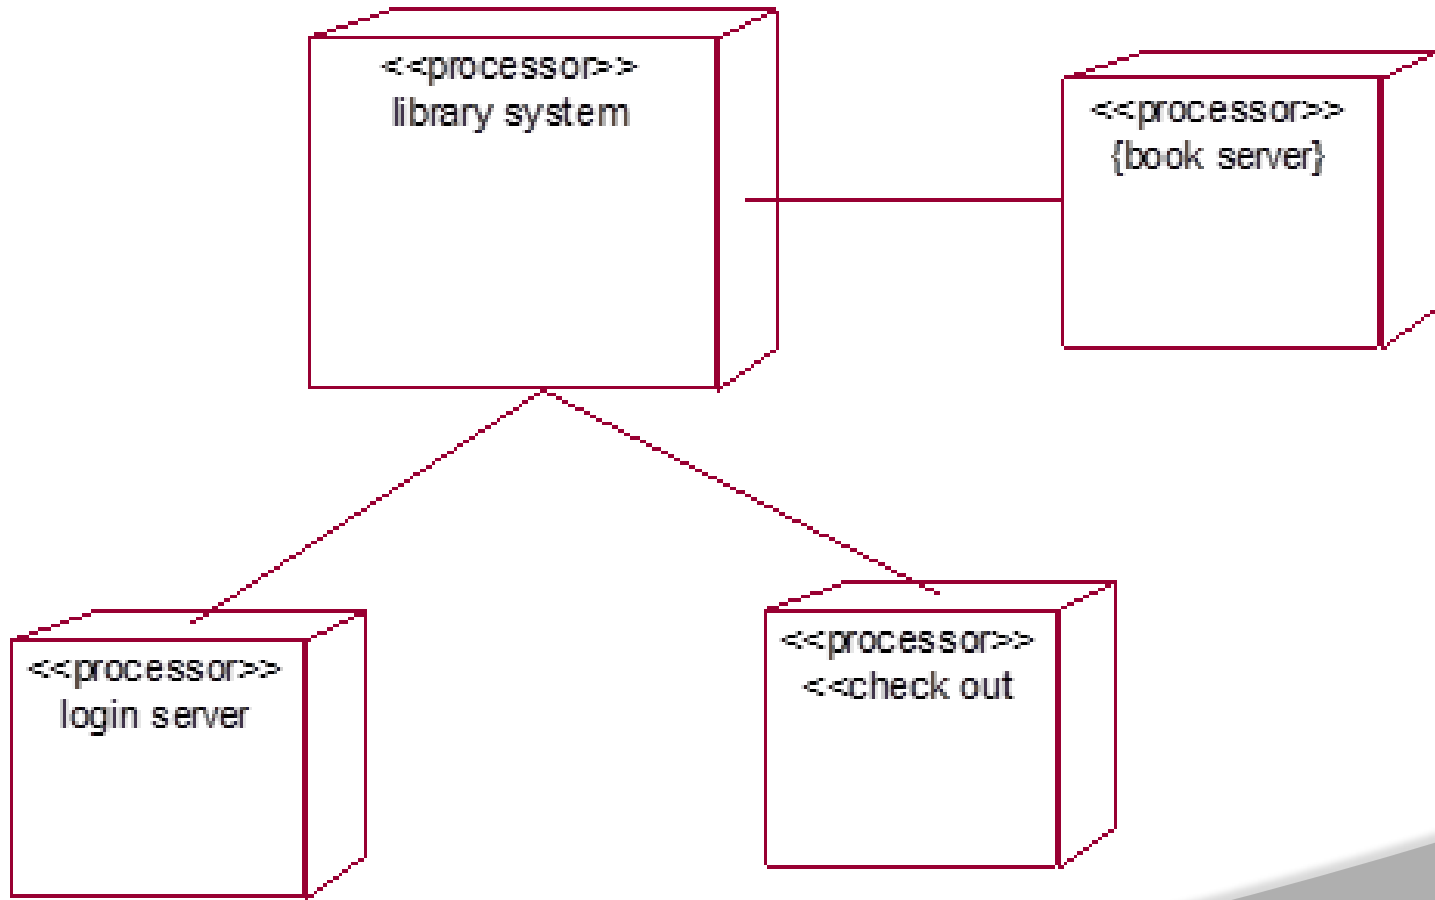 <<processor>>
library system
<<processor>>
{book server}
<<processor>>
login server
<<processor>>
<<check out